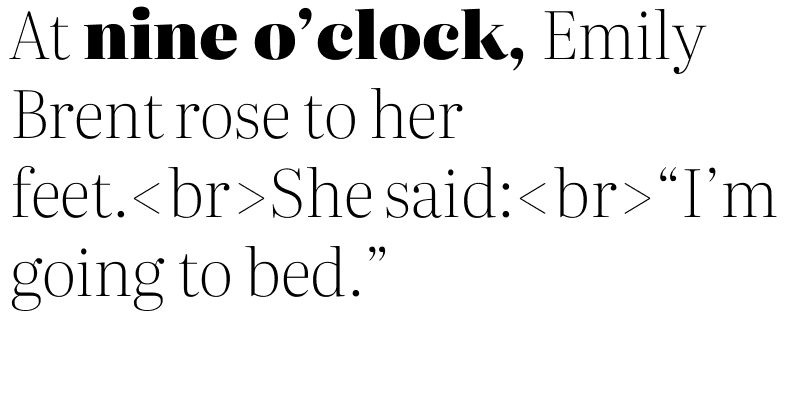 At nine o’clock, Emily
Brent rose to her
feet.<br>She said:<br>“I’m
going to bed.”